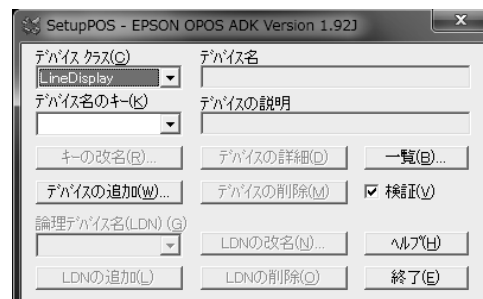 SetupPOS - EPSON OPOS ADK Version 1.92J
x
ﾃﾞﾊﾞｲｽ ｸﾗｽ(C)
ﾃﾞﾊﾞｲｽ名
LineDisplay
ﾃﾞﾊﾞｲｽ名のｷｰ(K)
ﾃﾞﾊﾞｲｽの説明
ｷｰの改名(R)...
ﾃﾞﾊﾞｲｽの詳細(D)
一覧(B)...
ﾃﾞﾊﾞｲｽの追加(W)...
ﾃﾞﾊﾞｲｽの削除(M)
検証(V)
論理ﾃﾞﾊﾞｲｽ名(LDN) (G)
LDNの改名(N)...
ﾍﾙﾌﾟ(H)
LDNの追加(L)
LDNの削除(O)
終了(E)